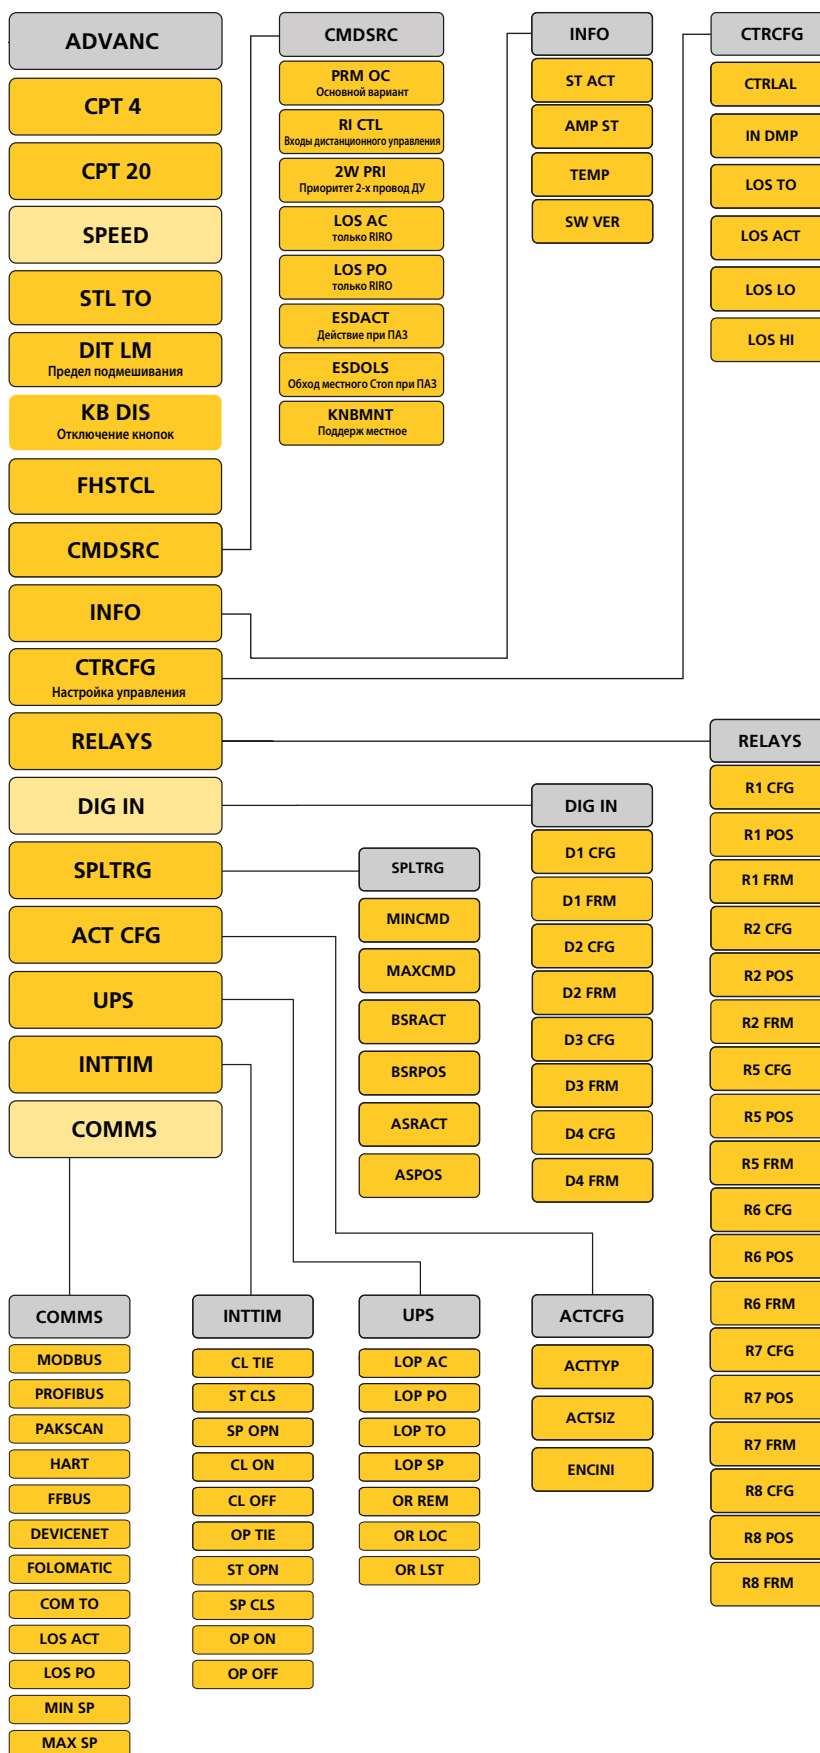 ADVANC
CPT 4
CPT 20
SPEED
STL TO
DIT LM
Предел подмешивания
KB DIS
Отключение кнопок
FHSTCL
CMDSRC
INFO
CTRCFG
Настройка управления
RELAYS
DIG IN
SPLTRG
ACT CFG
UPS
INTTIM
COMMS
CMDSRC
PRM OC
Основной вариант
RI CTL
Входы дистанционного управления
2W PRI
Приоритет 2-х провод ДУ
LOS AC
только RIRO
LOS PO
только RIRO
ESDACT
Действие при ПАЗ
ESDOLS
Обход местного Стоп при ПАЗ
KNBMNT
Поддерж местное
INFO
ST ACT
AMP ST
TEMP
SW VER
CTRCFG
CTRLAL
IN DMP
LOS TO
LOS ACT
LOS LO
LOS HI
RELAYS
R1 CFG
R1 POS
R1 FRM
R2 CFG
R2 POS
R2 FRM
R5 CFG
R5 POS
R5 FRM
R6 CFG
R6 POS
R6 FRM
R7 CFG
R7 POS
R7 FRM
R8 CFG
R8 POS
R8 FRM
DIG IN
D1 CFG
D1 FRM
D2 CFG
D2 FRM
D3 CFG
D3 FRM
D4 CFG
D4 FRM
SPLTRG
MINCMD
MAXCMD
BSRACT
BSRPOS
ASRACT
ASPOS
COMMS
MODBUS
PROFIBUS
PAKSCAN
HART
FFBUS
DEVICENET
FOLOMATIC
COM TO
LOS ACT
LOS PO
MIN SP
MAX SP
INTTIM
CL TIE
ST CLS
SP OPN
CL ON
CL OFF
OP TIE
ST OPN
SP CLS
OP ON
OP OFF
UPS
LOP AC
LOP PO
LOP TO
LOP SP
OR REM
OR LOC
OR LST
ACTCFG
ACTTYP
ACTSIZ
ENCINI